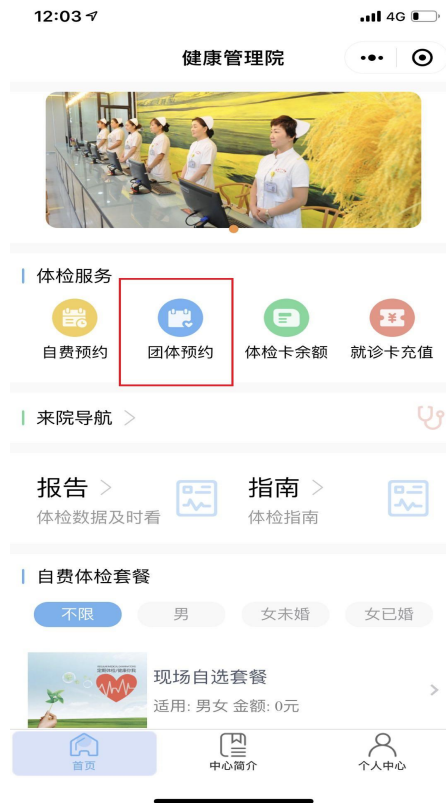 12:03
4G
健康管理院
体检服务
自费预约
团体预约
体检卡余额
就诊卡充值
来院导航
报告
体检数据及时看
指南
体检指南
自费体检套餐
不限
男
女未婚
女已婚
现场自选套餐
适用: 男女 金额: 0元
首页
中心简介
个人中心